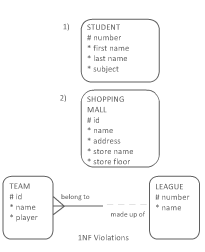 1) STUDENT
# number
* first name
* last name
* subject
2) SHOPPING
MALL
# id
* name
* address
* store name
* store floor
TEAM
# id
* name
* player
belong to
made up of
LEAGUE
# number
* name
1NF Violations